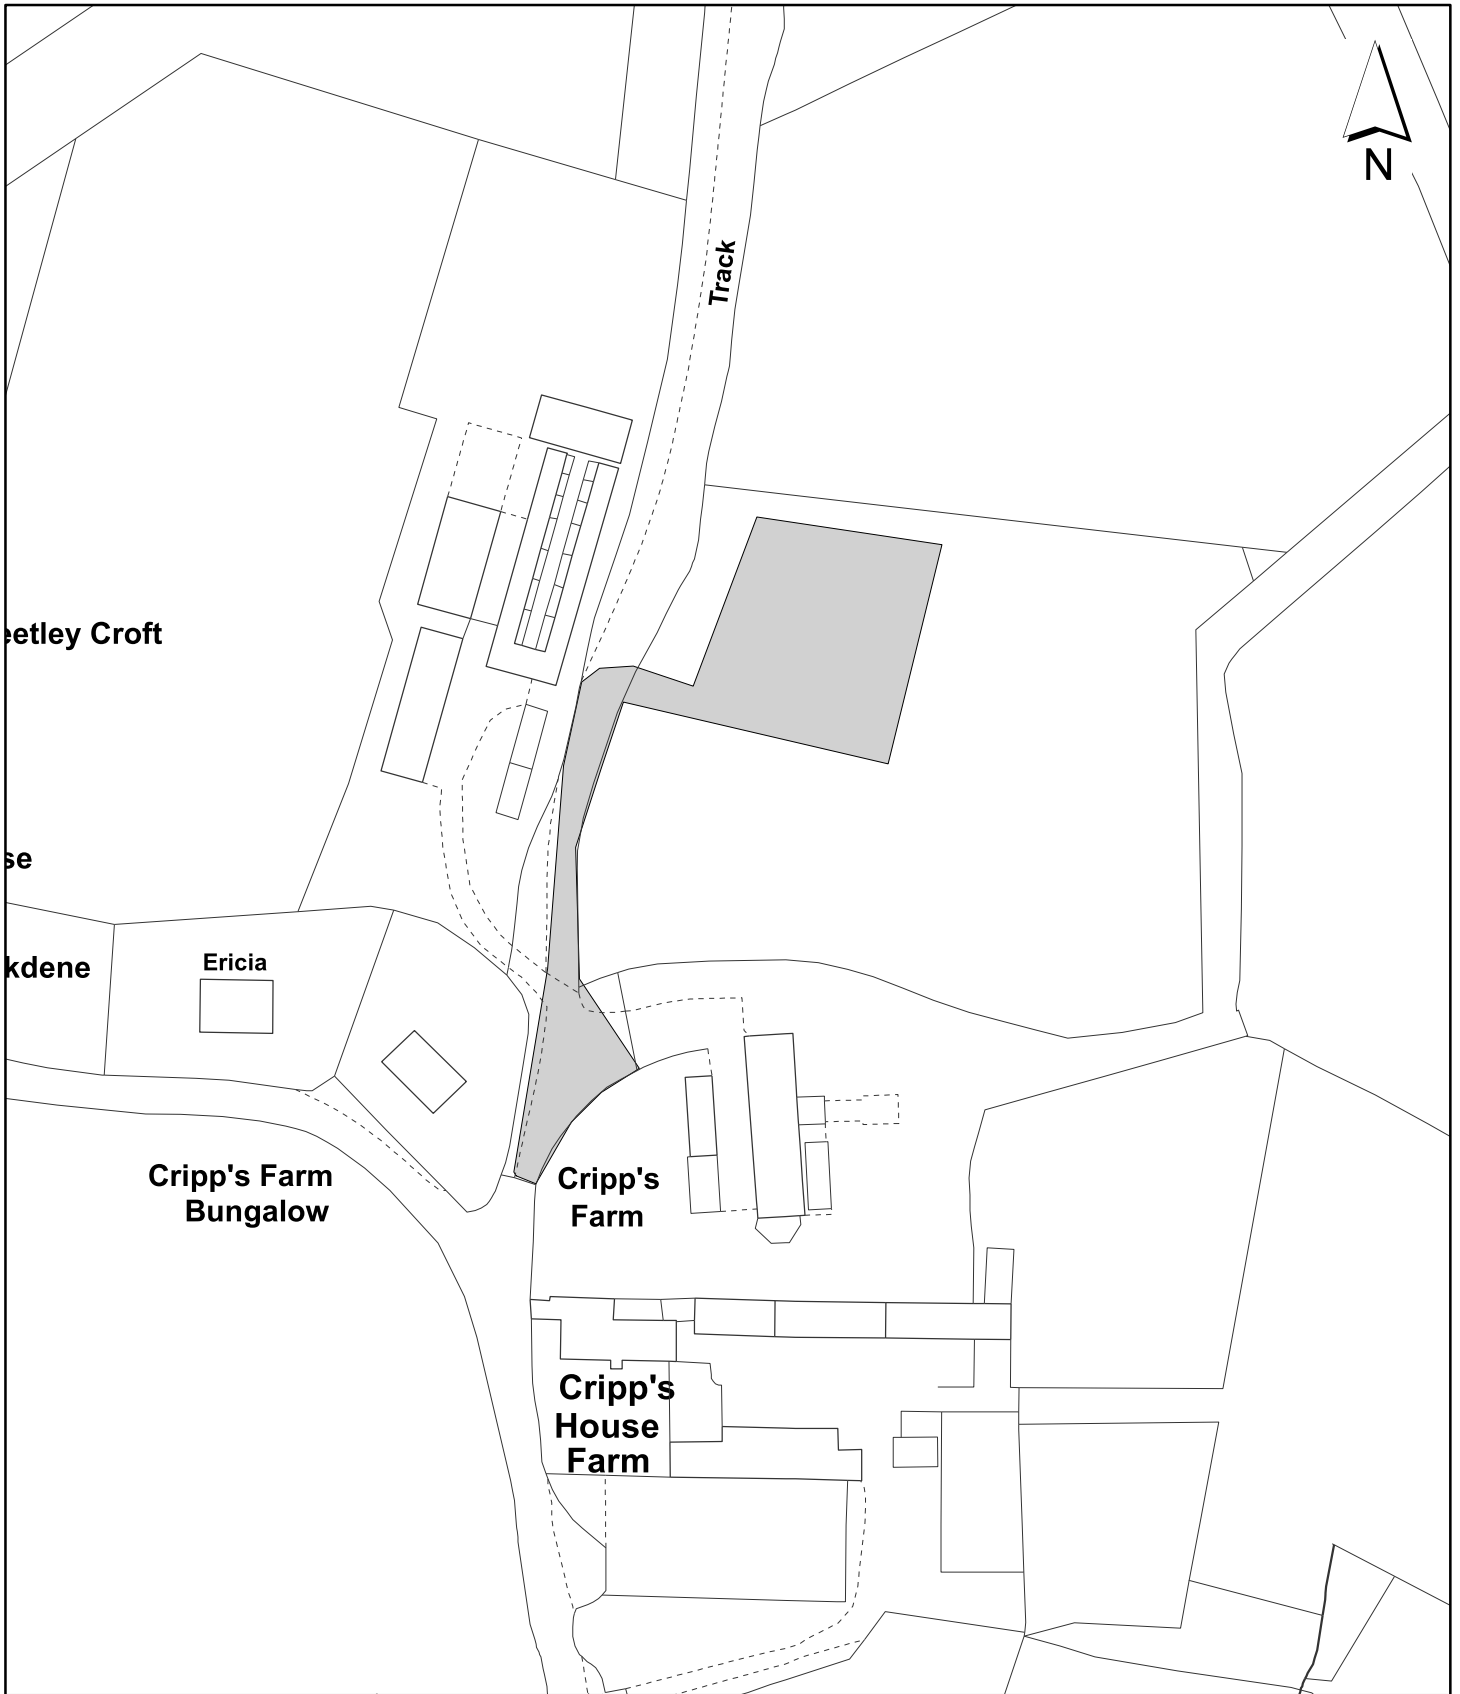 N
Track
eetley Croft
se
Ericia
kdene
Cripp's Farm
Bungalow
Cripp's
Farm
Cripp's
House
Farm